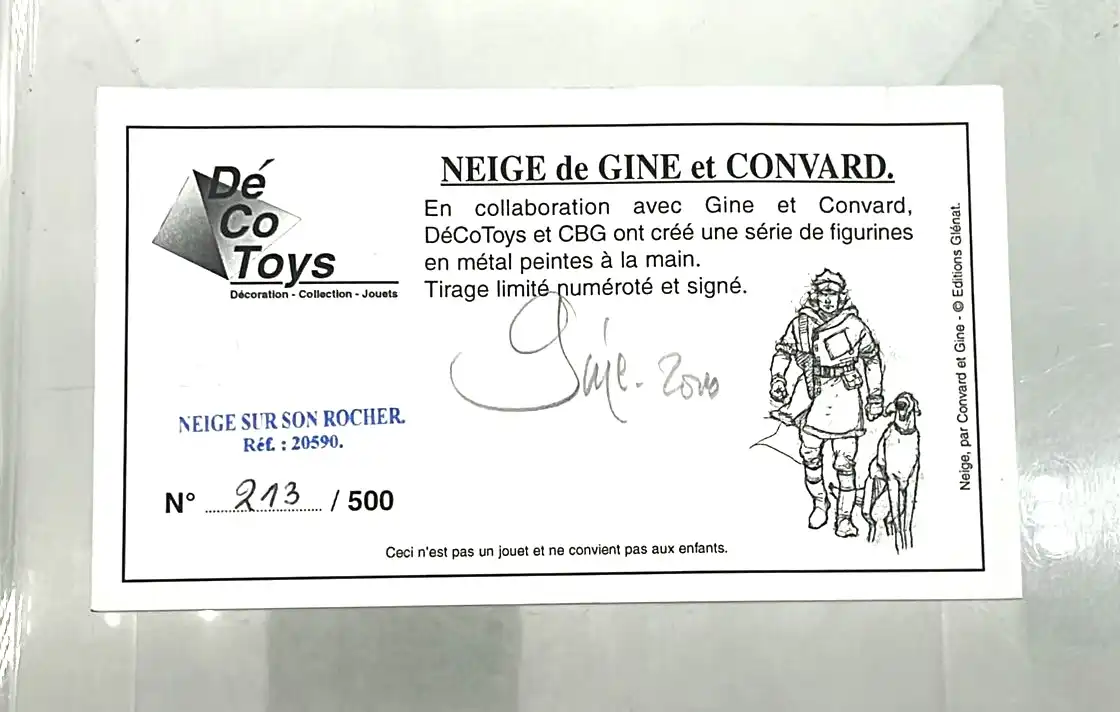 Dé
Co
Toys
Décoration - Collection - Jouets
NEIGE de GINE et CONVARD.
En collaboration avec Gine et Convard,
DéCoToys et CBG ont créé une série de figurines
en métal peintes à la main.
Tirage limité numéroté et signé.
Gine. 2000
NEIGE SUR SON ROCHER.
Réf. : 20590.
N° 213 / 500
Ceci n'est pas un jouet et ne convient pas aux enfants.
Neige, par Convard et Gine - © Editions Glénat.